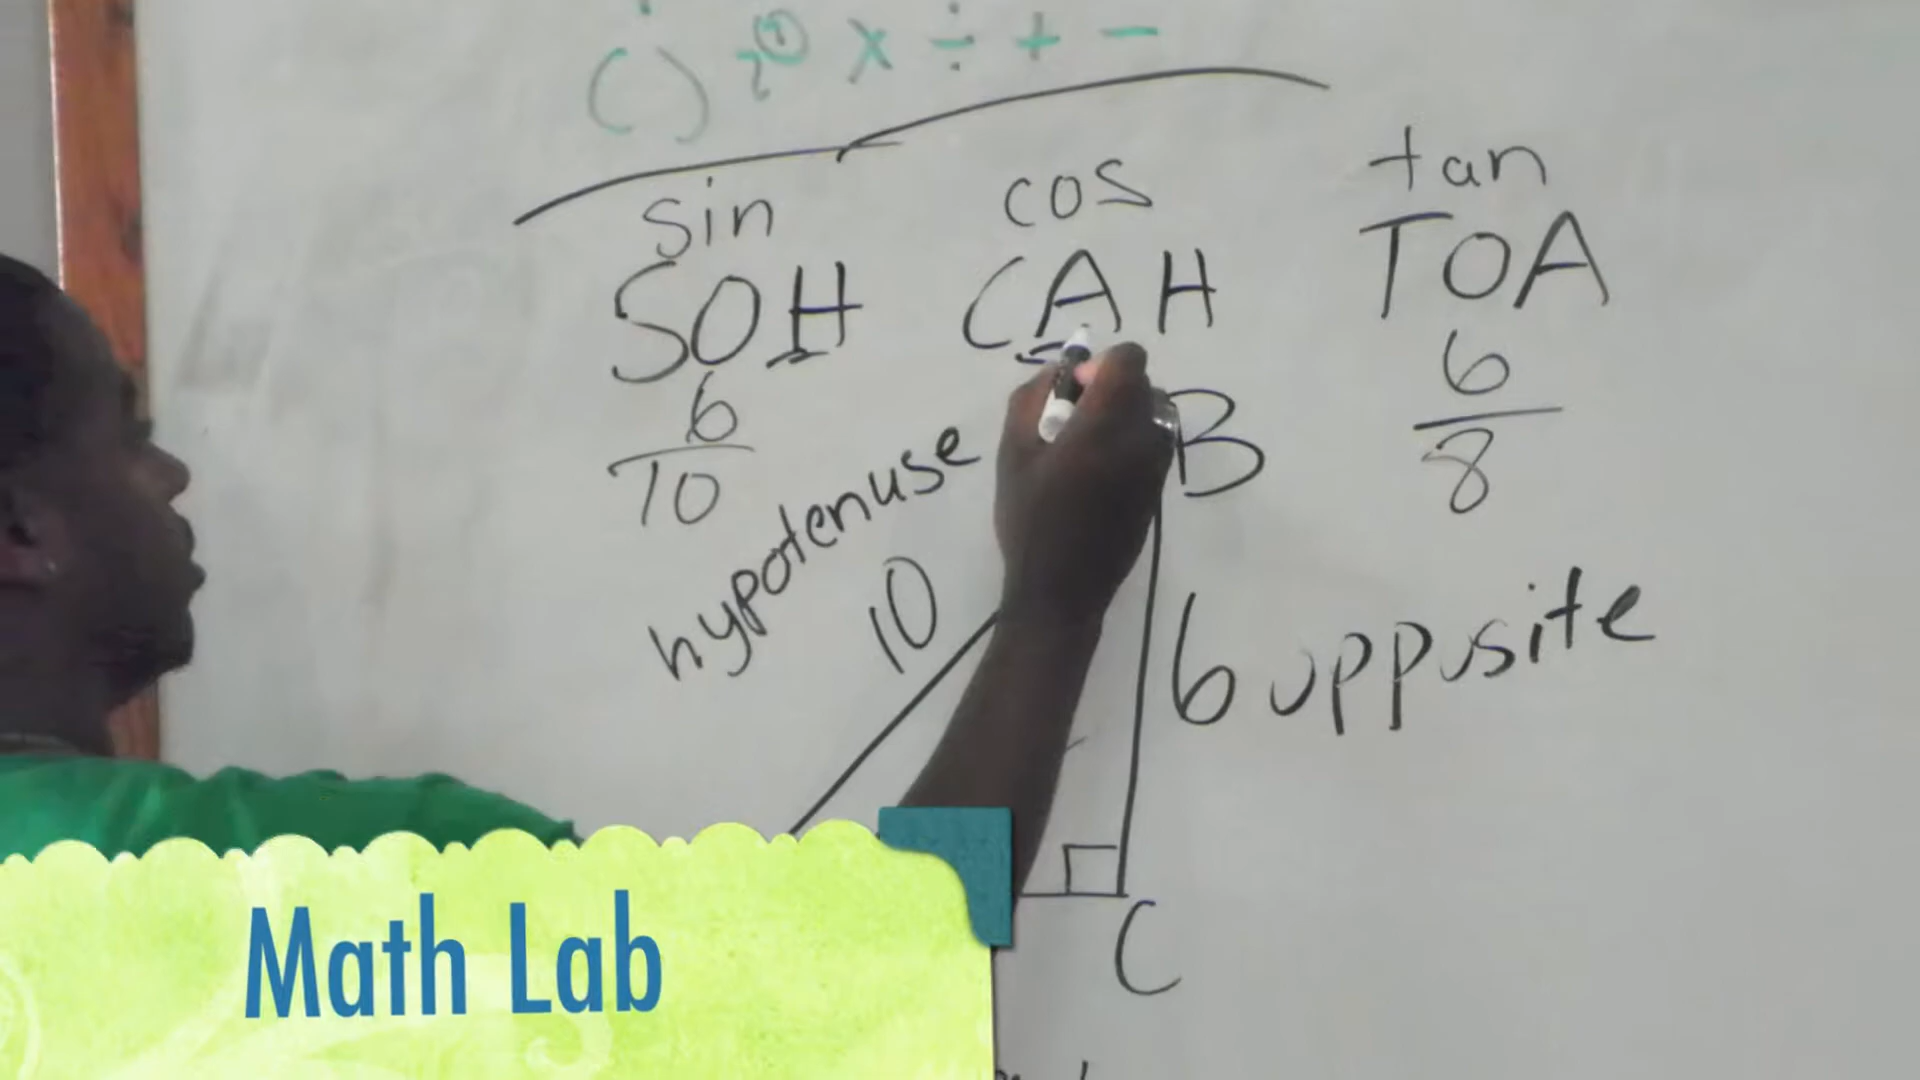 ( ) x ÷ + -
sin cos tan
SOH CAH TOA
6
10
6
8
hypotenuse
10
B
6 opposite
C
Math Lab